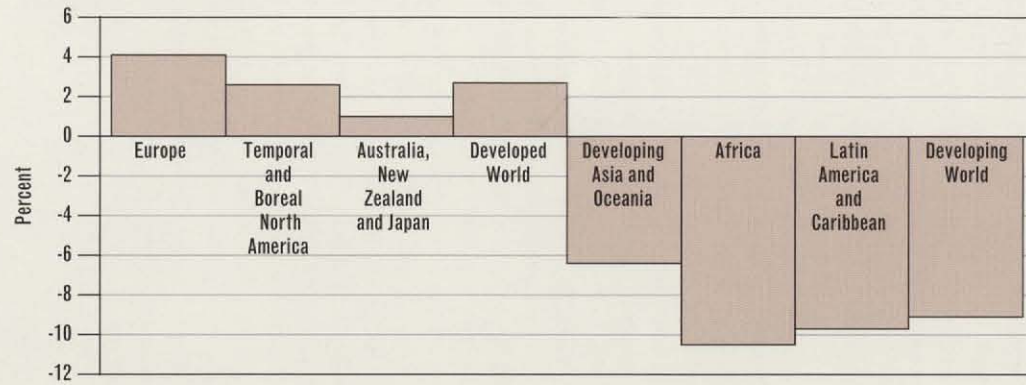 6
4
2
0
-2
-4
-6
-8
-10
-12
Percent
Europe
Temporal
and
Boreal
North
America
Australia,
New
Zealand
and Japan
Developed
World
Developing
Asia and
Oceania
Africa
Latin
America
and
Caribbean
Developing
World